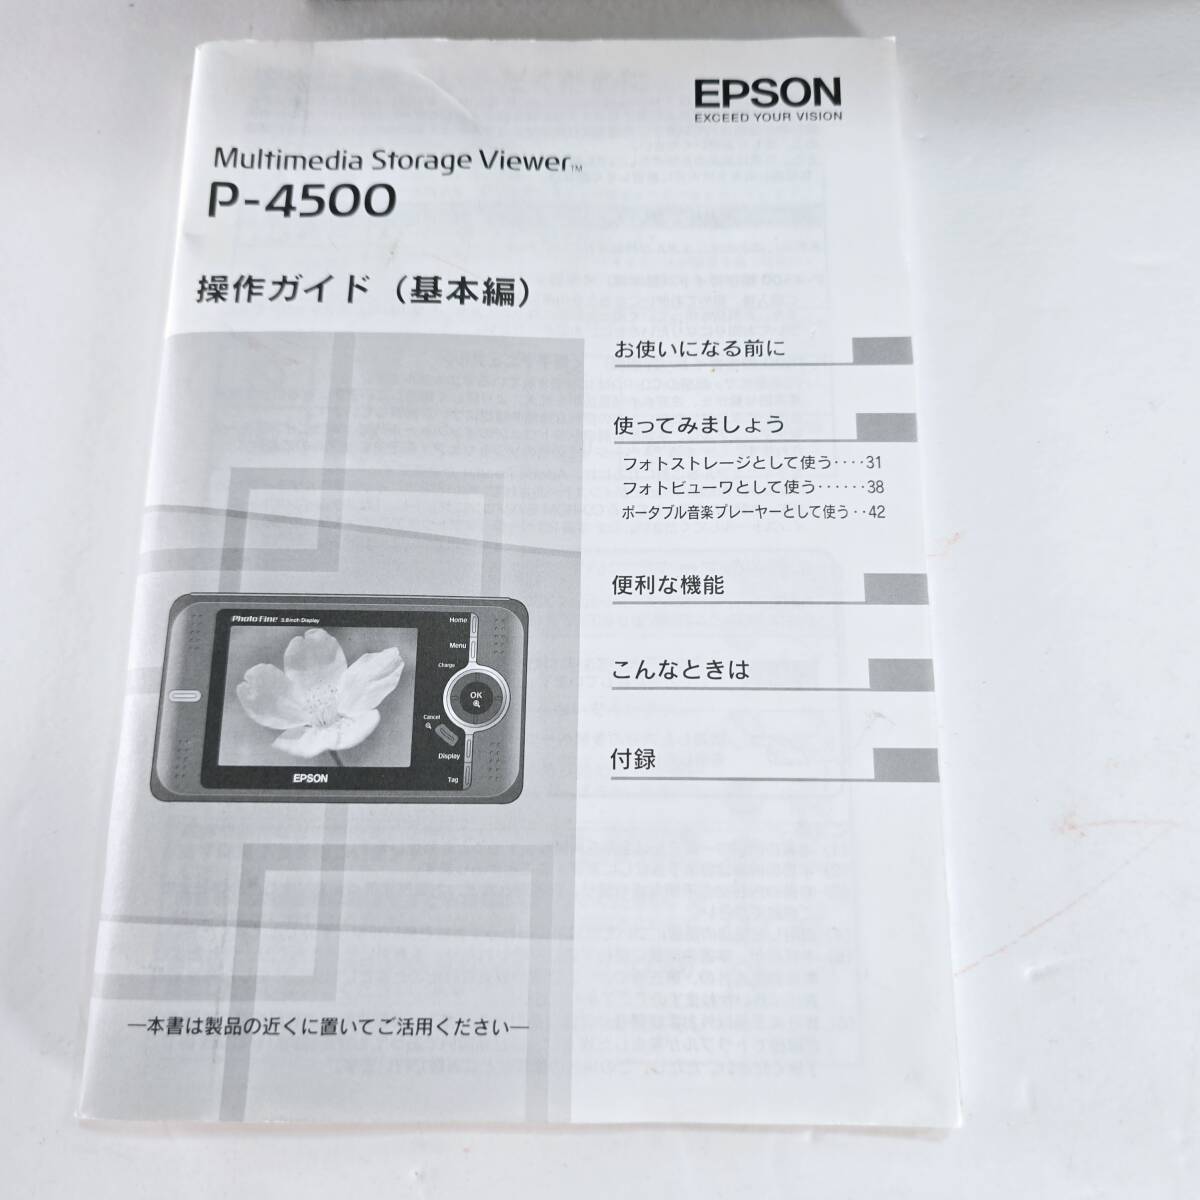 EPSON
EXCEED YOUR VISION
Multimedia Storage Viewer™
P-4500
操作ガイド（基本編）
お使いになる前に
使ってみましょう
フォトストレージとして使う‥‥31
フォトビューワとして使う‥‥‥38
ポータブル音楽プレーヤーとして使う‥42
便利な機能
こんなときは
付録
Photo Fine 3.8inch Display
Home
Menu
Charge
OK
Cancel
Display
Tag
EPSON
―本書は製品の近くに置いてご活用ください―